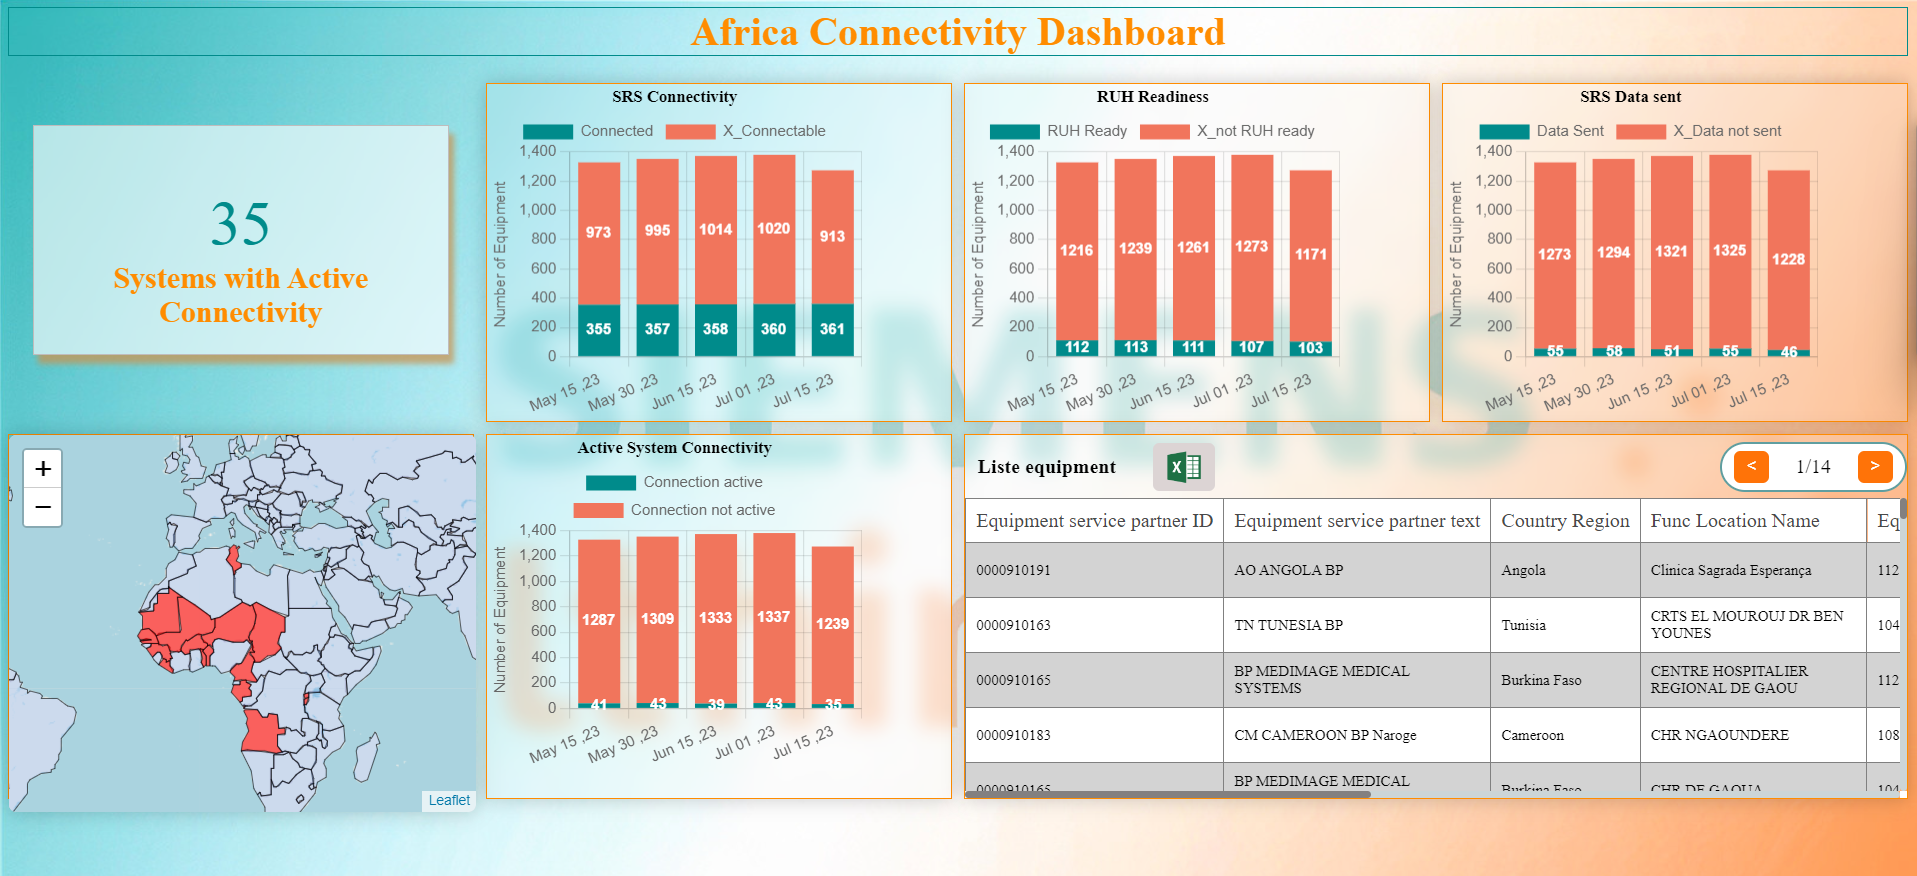 Africa Connectivity Dashboard
35
Systems with Active
Connectivity
SRS Connectivity
Connected X_Connectable
Number of Equipment
1,400
1,200
1,000
800
600
400
200
0
973 995 1014 1020 913
355 357 358 360 361
May 15 ,23 May 30 ,23 Jun 15 ,23 Jul 01 ,23 Jul 15 ,23
RUH Readiness
RUH Ready X_not RUH ready
Number of Equipment
1,400
1,200
1,000
800
600
400
200
0
1216 1239 1261 1273 1171
112 113 111 107 103
May 15 ,23 May 30 ,23 Jun 15 ,23 Jul 01 ,23 Jul 15 ,23
SRS Data sent
Data Sent X_Data not sent
Number of Equipment
1,400
1,200
1,000
800
600
400
200
0
1273 1294 1321 1325 1228
55 58 51 55 46
May 15 ,23 May 30 ,23 Jun 15 ,23 Jul 01 ,23 Jul 15 ,23
SIEMENS
+
−
Leaflet
Active System Connectivity
Connection active
Connection not active
Number of Equipment
1,400
1,200
1,000
800
600
400
200
0
1287 1309 1333 1337 1239
41 43 39 43 35
May 15 ,23 May 30 ,23 Jun 15 ,23 Jul 01 ,23 Jul 15 ,23
Liste equipment
X
< 1/14 >
Equipment service partner ID Equipment service partner text Country Region Func Location Name Eq
0000910191 AO ANGOLA BP Angola Clinica Sagrada Esperança 112
0000910163 TN TUNESIA BP Tunisia CRTS EL MOUROUJ DR BEN YOUNES 104
0000910165 BP MEDIMAGE MEDICAL SYSTEMS Burkina Faso CENTRE HOSPITALIER REGIONAL DE GAOU 112
0000910183 CM CAMEROON BP Naroge Cameroon CHR NGAOUNDERE 108
0000910165 BP MEDIMAGE MEDICAL Burkina Faso CHR DE GAOUA 104